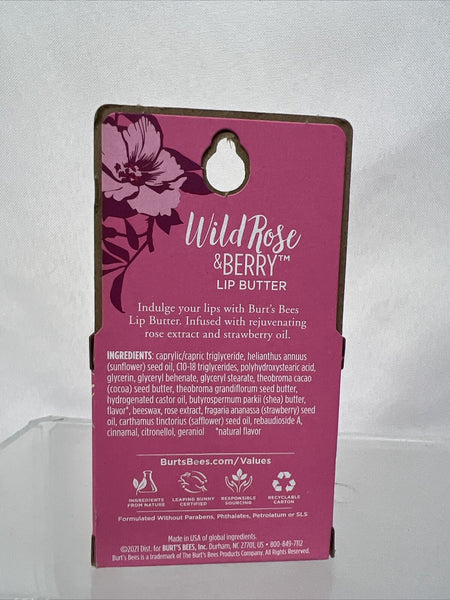 Wild Rose
& BERRY™
LIP BUTTER
Indulge your lips with Burt's Bees
Lip Butter. Infused with rejuvenating
rose extract and strawberry oil.
INGREDIENTS: caprylic/capric triglyceride, helianthus annuus
(sunflower) seed oil, C10-18 triglycerides, polyhydroxystearic acid,
glycerin, glyceryl behenate, glyceryl stearate, theobroma cacao
(cocoa) seed butter, theobroma grandiflorum seed butter,
hydrogenated castor oil, butyrospermum parkii (shea) butter,
flavor*, beeswax, rose extract, fragaria ananassa (strawberry) seed
oil, carthamus tinctorius (safflower) seed oil, rebaudioside A,
cinnamal, citronellol, geraniol *natural flavor
BurtsBees.com/Values
INGREDIENTS FROM NATURE
LEAPING BUNNY CERTIFIED
RESPONSIBLE SOURCING
RECYCLABLE CARTON
Formulated Without Parabens, Phthalates, Petrolatum or SLS
Made in USA of global ingredients.
©2021 Dist. for BURT'S BEES, Inc. Durham, NC 27701, US • 800-849-7112
Burt's Bees is a trademark of The Burt's Bees Products Company. All Rights Reserved.